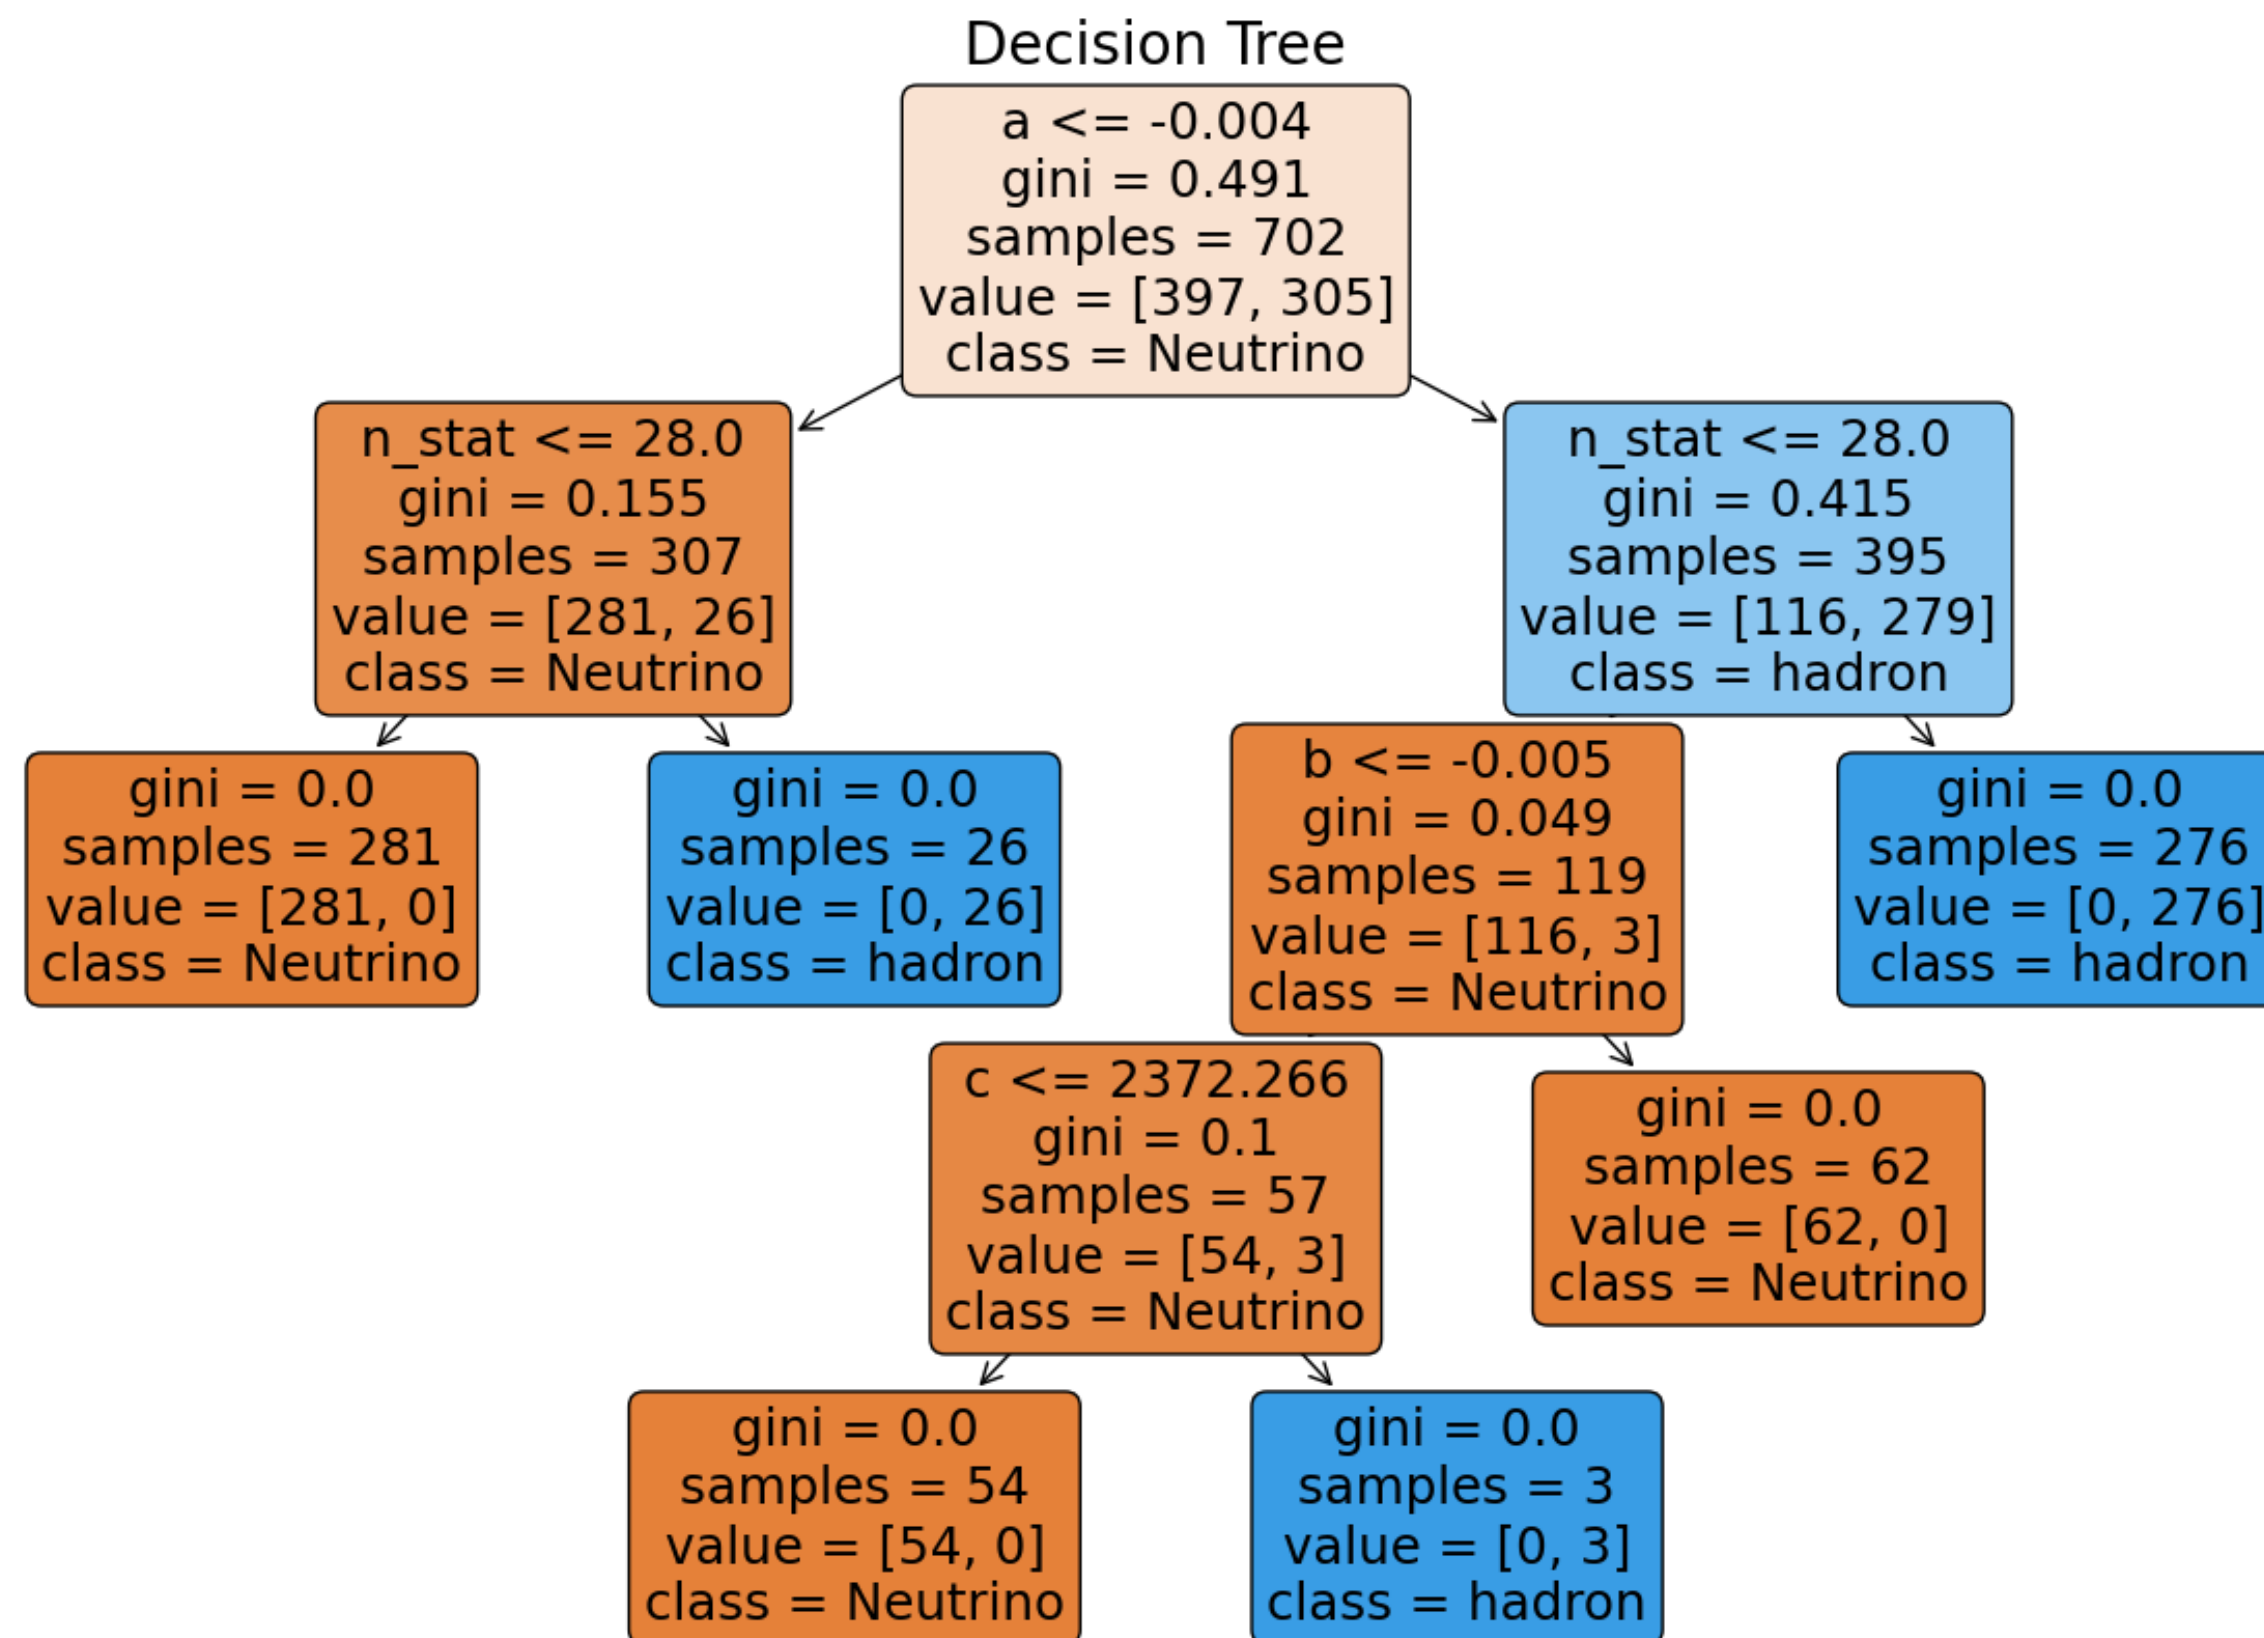 Decision Tree
a <= -0.004
gini = 0.491
samples = 702
value = [397, 305]
class = Neutrino
n_stat <= 28.0
gini = 0.155
samples = 307
value = [281, 26]
class = Neutrino
n_stat <= 28.0
gini = 0.415
samples = 395
value = [116, 279]
class = hadron
gini = 0.0
samples = 281
value = [281, 0]
class = Neutrino
gini = 0.0
samples = 26
value = [0, 26]
class = hadron
b <= -0.005
gini = 0.049
samples = 119
value = [116, 3]
class = Neutrino
gini = 0.0
samples = 276
value = [0, 276]
class = hadron
c <= 2372.266
gini = 0.1
samples = 57
value = [54, 3]
class = Neutrino
gini = 0.0
samples = 62
value = [62, 0]
class = Neutrino
gini = 0.0
samples = 54
value = [54, 0]
class = Neutrino
gini = 0.0
samples = 3
value = [0, 3]
class = hadron